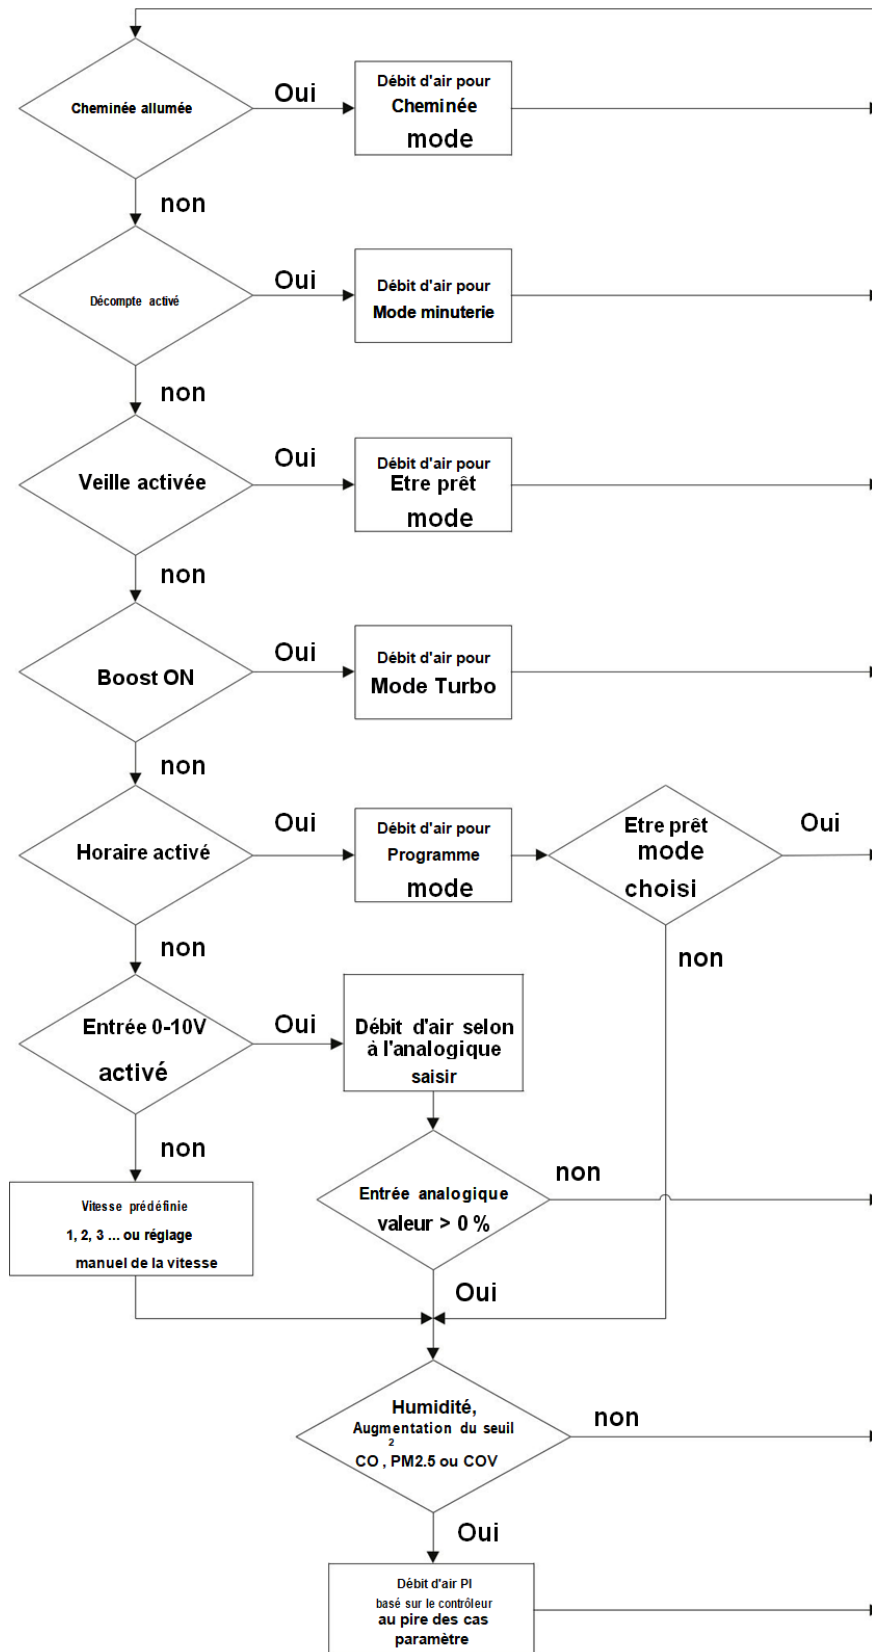 Cheminée allumée
Oui
Débit d'air pour
Cheminée
mode
non
Décompte activé
Oui
Débit d'air pour
Mode minuterie
non
Veille activée
Oui
Débit d'air pour
Etre prêt
mode
non
Boost ON
Oui
Débit d'air pour
Mode Turbo
non
Horaire activé
Oui
Débit d'air pour
Programme
mode
Etre prêt
mode
choisi
Oui
non
non
Entrée 0-10V
activé
Oui
Débit d'air selon
à l'analogique
saisir
non
Vitesse prédéfinie
1, 2, 3 ... ou réglage
manuel de la vitesse
Entrée analogique
valeur > 0 %
non
Oui
Humidité,
Augmentation du seuil
2
CO , PM2.5 ou COV
non
Oui
Débit d'air PI
basé sur le contrôleur
au pire des cas
paramètre